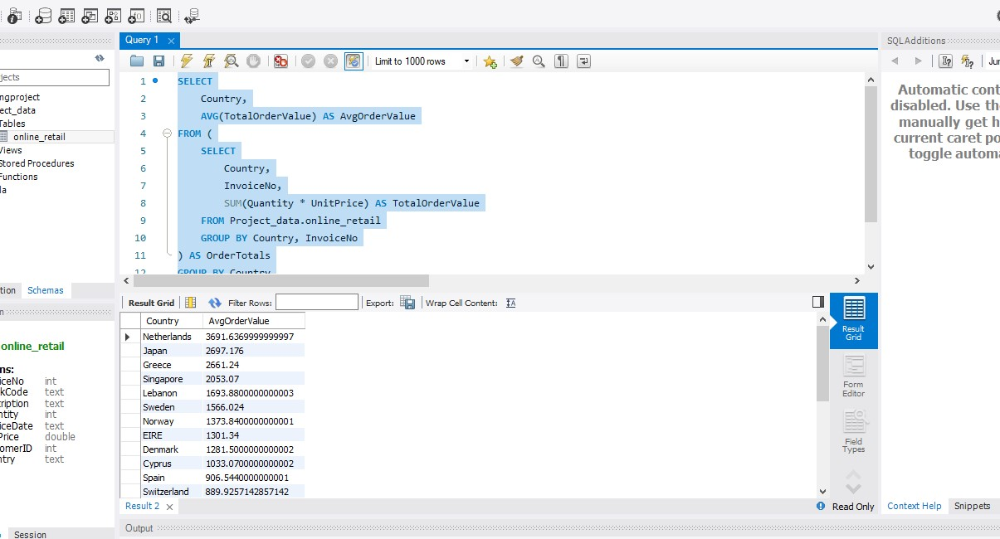 Query 1
SQLAdditions
Limit to 1000 rows
jects
ngproject
ect_data
Tables
online_retail
Views
Stored Procedures
Functions
la
1 SELECT
2 Country,
3 AVG(TotalOrderValue) AS AvgOrderValue
4 FROM (
5 SELECT
6 Country,
7 InvoiceNo,
8 SUM(Quantity * UnitPrice) AS TotalOrderValue
9 FROM Project_data.online_retail
10 GROUP BY Country, InvoiceNo
11 ) AS OrderTotals
12 GROUP BY Country
Automatic cont
disabled. Use the
manually get h
current caret po
toggle automa
tion Schemas
n
online_retail
ns:
iceNo int
kCode text
ription text
ntity int
iceDate text
Price double
omerID int
ntry text
Session
Result Grid Filter Rows: Export: Wrap Cell Content:
Country AvgOrderValue
Netherlands 3691.6369999999997
Japan 2697.176
Greece 2661.24
Singapore 2053.07
Lebanon 1693.8800000000003
Sweden 1566.024
Norway 1373.8400000000001
EIRE 1301.34
Denmark 1281.5000000000002
Cyprus 1033.0700000000002
Spain 906.5440000000001
Switzerland 889.9257142857142
Result
Grid
Form
Editor
Field
Types
Result 2
Read Only
Context Help Snippets
Output